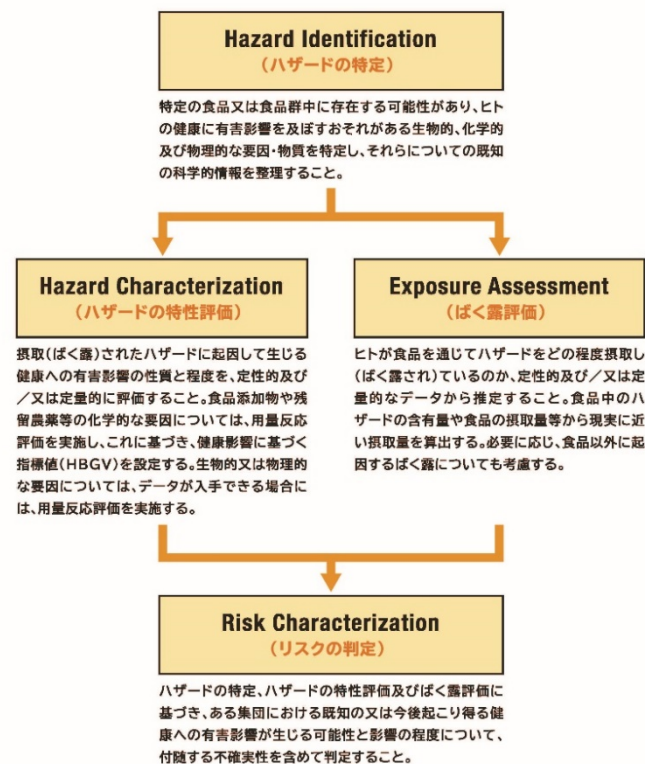 Hazard Identification
(ハザードの特定)
特定の食品又は食品群中に存在する可能性があり、ヒト
の健康に有害影響を及ぼすおそれがある生物的、化学的
及び物理的な要因・物質を特定し、それらについての既知
の科学的情報を整理すること。
Hazard Characterization
(ハザードの特性評価)
摂取(ばく露)されたハザードに起因して生じる
健康への有害影響の性質と程度を、定性的及び
/又は定量的に評価すること。食品添加物や残
留農薬等の化学的な要因については、用量反応
評価を実施し、これに基づき、健康影響に基づく
指標値(HBGV)を設定する。生物的又は物理的
な要因については、データが入手できる場合に
は、用量反応評価を実施する。
Exposure Assessment
(ばく露評価)
ヒトが食品を通じてハザードをどの程度摂取し
(ばく露され)ているのか、定性的及び/又は定
量的なデータから推定すること。食品中のハ
ザードの含有量や食品の摂取量等から現実に近
い摂取量を算出する。必要に応じ、食品以外に起
因するばく露についても考慮する。
Risk Characterization
(リスクの判定)
ハザードの特定、ハザードの特性評価及びばく露評価に
基づき、ある集団における既知の又は今後起こり得る健
康への有害影響が生じる可能性と影響の程度について、
付随する不確実性を含めて判定すること。